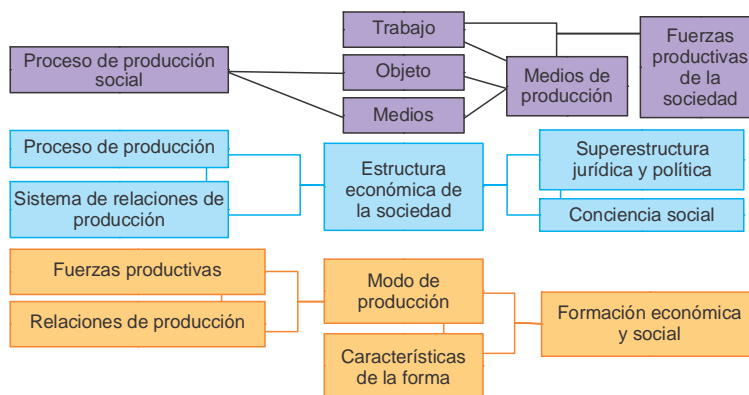 Trabajo
Proceso de producción
social
Objeto
Medios
Medios de
producción
Fuerzas
productivas
de la
sociedad
Proceso de producción
Sistema de relaciones de
producción
Estructura
económica de
la sociedad
Superestructura
jurídica y política
Conciencia social
Fuerzas productivas
Relaciones de producción
Modo de
producción
Características
de la forma
Formación económica
y social